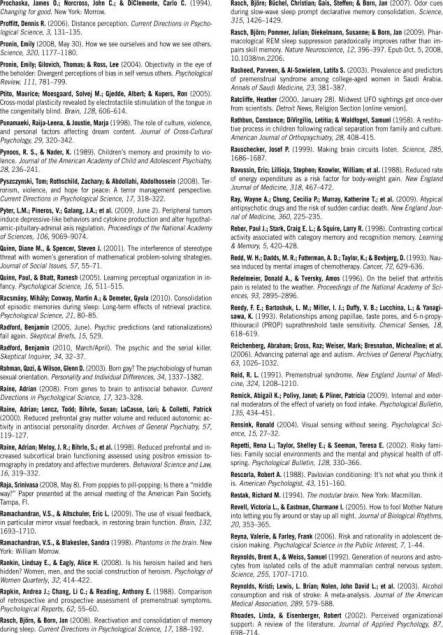 Prochaska, James O.; Norcross, John C.; & DiClemente, Carlo C. (1994).
Changing for good. New York: Morrow.
Proffitt, Dennis R. (2006). Distance perception. Current Directions in Psycho-
logical Science, 3, 131–135.
Pronin, Emily (2008, May 30). How we see ourselves and how we see others.
Science, 320, 1177-1180.
Pronin, Emily; Gilovich, Thomas; & Ross, Lee (2004). Objectivity in the eye of
the beholder: Divergent perceptions of bias in self versus others. Psychological
Review, 111, 781–799.
Ptito, Maurice; Moesgaard, Solvej M.; Gjedde, Albert; & Kupers, Ron (2005).
Cross-modal plasticity revealed by electrotactile stimulation of the tongue in
the congenitally blind. Brain, 128, 606–614.
Punamaeki, Raija-Leena, & Joustie, Marja (1998). The role of culture, violence,
and personal factors affecting dream content. Journal of Cross-Cultural
Psychology, 29, 320–342.
Pynoos, R. S., & Nader, K. (1989). Children's memory and proximity to vio-
lence. Journal of the American Academy of Child and Adolescent Psychiatry,
28, 236–241.
Pyszczynski, Tom; Rothschild, Zachary; & Abdollahi, Abdolhossein (2008). Ter-
rorism, violence, and hope for peace: A terror management perspective.
Current Directions in Psychological Science, 17, 318–322.
Pyter, L.M.; Pineros, V.; Galang, J.A.; et al. (2009, June 2). Peripheral tumors
induce depressive-like behaviors and cytokine production and alter hypothal-
amic-pituitary-adrenal axis regulation. Proceedings of the National Academy
of Sciences, 106, 9069-9074.
Quinn, Diane M., & Spencer, Steven J. (2001). The interference of stereotype
threat with women's generation of mathematical problem-solving strategies.
Journal of Social Issues, 57, 55–71.
Quinn, Paul, & Bhatt, Ramesh (2005). Learning perceptual organization in in-
fancy. Psychological Science, 16, 511–515.
Racsmány, Mihály; Conway, Martin A.; & Demeter, Gyula (2010). Consolidation
of episodic memories during sleep: Long-term effects of retrieval practice.
Psychological Science, 21, 80–85.
Radford, Benjamin (2005, June). Psychic predictions (and rationalizations)
fail again. Skeptical Briefs, 15, 529.
Radford, Benjamin (2010, March/April). The psychic and the serial killer.
Skeptical Inquirer, 34, 32–37.
Rahman, Qazi, & Wilson, Glenn D. (2003). Born gay? The psychobiology of human
sexual orientation. Personality and Individual Differences, 34, 1337–1382.
Raine, Adrian (2008). From genes to brain to antisocial behavior. Current
Directions in Psychological Science, 17, 323–328.
Raine, Adrian; Lencz, Todd; Bihrle, Susan; LaCasse, Lori; & Colletti, Patrick
(2000). Reduced prefrontal gray matter volume and reduced autonomic ac-
tivity in antisocial personality disorder. Archives of General Psychiatry, 57,
119–127.
Raine, Adrian; Meloy, J. R.; Bihrle, S.; et al. (1998). Reduced prefrontal and in-
creased subcortical brain functioning assessed using positron emission to-
mography in predatory and affective murderers. Behavioral Science and Law,
16, 319–332.
Raja, Srinivasa (2008, May 8). From poppies to pill-popping: Is there a "middle
way?" Paper presented at the annual meeting of the American Pain Society,
Tampa, Fl.
Ramachandran, V.S., & Altschuler, Eric L. (2009). The use of visual feedback,
in particular mirror visual feedback, in restoring brain function. Brain, 132,
1693–1710.
Ramachandran, V.S., & Blakeslee, Sandra (1998). Phantoms in the brain. New
York: William Morrow.
Rankin, Lindsay E., & Eagly, Alice H. (2008). Is his heroism hailed and hers
hidden? Women, men, and the social construction of heroism. Psychology of
Women Quarterly, 32, 414–422.
Rapkin, Andrea J.; Chang, Li C.; & Reading, Anthony E. (1988). Comparison
of retrospective and prospective assessment of premenstrual symptoms.
Psychological Reports, 62, 55–60.
Rasch, Björn, & Born, Jan (2008). Reactivation and consolidation of memory
during sleep. Current Directions in Psychological Science, 17, 188–192.
Rasch, Björn; Büchel, Christian; Gais, Steffen; & Born, Jan (2007). Odor cues
during slow-wave sleep prompt declarative memory consolidation. Science,
315, 1426–1429.
Rasch, Björn; Pommer, Julian; Diekelmann, Susanne; & Born, Jan (2009). Phar-
macological REM sleep suppression paradoxically improves rather than im-
pairs skill memory. Nature Neuroscience, 12, 396–397. Epub Oct. 5, 2008,
10.1038/nn.2206.
Rasheed, Parveen, & Al-Sowielem, Latifa S. (2003). Prevalence and predictors
of premenstrual syndrome among college-aged women in Saudi Arabia.
Annals of Saudi Medicine, 23, 381–387.
Ratcliffe, Heather (2000, January 28). Midwest UFO sightings get once-over
from scientists. Detroit News, Religion Section [online version].
Rathbun, Constance; DiVirgilio, Letitia; & Waldfogel, Samuel (1958). A restitu-
tive process in children following radical separation from family and culture.
American Journal of Orthopsychiatry, 28, 408–415.
Rauschecker, Josef P. (1999). Making brain circuits listen. Science, 285,
1686–1687.
Ravussin, Eric; Lillioja, Stephen; Knowler, William; et al. (1988). Reduced rate
of energy expenditure as a risk factor for body-weight gain. New England
Journal of Medicine, 318, 467–472.
Ray, Wayne A.; Chung, Cecilia P.; Murray, Katherine T.; et al. (2009). Atypical
antipsychotic drugs and the risk of sudden cardiac death. New England Jour-
nal of Medicine, 360, 225–235.
Reber, Paul J.; Stark, Craig E. L.; & Squire, Larry R. (1998). Contrasting cortical
activity associated with category memory and recognition memory. Learning
& Memory, 5, 420–428.
Redd, W. H.; Dadds, M. R.; Futterman, A. D.; Taylor, K.; & Bovbjerg, D. (1993). Nau-
sea induced by mental images of chemotherapy. Cancer, 72, 629–636.
Redelmeier, Donald A., & Tversky, Amos (1996). On the belief that arthritis
pain is related to the weather. Proceedings of the National Academy of Sci-
ences, 93, 2895–2896.
Reedy, F. E.; Bartoshuk, L. M.; Miller, I. J.; Duffy, V. B.; Lucchina, L.; & Yanagi-
sawa, K. (1993). Relationships among papillae, taste pores, and 6-n-propyl-
thiouracil (PROP) suprathreshold taste sensitivity. Chemical Senses, 18,
618–619.
Reichenberg, Abraham; Gross, Raz; Weiser, Mark; Bresnahan, Michealine; et al.
(2006). Advancing paternal age and autism. Archives of General Psychiatry,
63, 1026–1032.
Reid, R. L. (1991). Premenstrual syndrome. New England Journal of Medi-
cine, 324, 1208–1210.
Renick, Abigail K.; Polivy, Janet; & Pliner, Patricia (2009). Internal and exter-
nal moderators of the effect of variety on food intake. Psychological Bulletin,
135, 434–451.
Rensink, Ronald (2004). Visual sensing without seeing. Psychological Sci-
ence, 15, 27–32.
Repetti, Rena L.; Taylor, Shelley E.; & Seeman, Teresa E. (2002). Risky fami-
lies: Family social environments and the mental and physical health of off-
spring. Psychological Bulletin, 128, 330–366.
Rescorla, Robert A. (1988). Pavlovian conditioning: It's not what you think it
is. American Psychologist, 43, 151–160.
Restak, Richard M. (1994). The modular brain. New York: Macmillan.
Revell, Victoria L., & Eastman, Charmane I. (2005). How to fool Mother Nature
into letting you fly around or stay up all night. Journal of Biological Rhythms,
20, 353–365.
Reyna, Valerie, & Farley, Frank (2006). Risk and rationality in adolescent de-
cision making. Psychological Science in the Public Interest, 7, 1–44.
Reynolds, Brent A., & Weiss, Samuel (1992). Generation of neurons and astro-
cytes from isolated cells of the adult mammalian central nervous system.
Science, 255, 1707–1710.
Reynolds, Kristi; Lewis, L. Brian; Nolen, John David L.; et al. (2003). Alcohol
consumption and risk of stroke: A meta-analysis. Journal of the American
Medical Association, 289, 579–588.
Rhoades, Linda, & Eisenberger, Robert (2002). Perceived organizational
support: A review of the literature. Journal of Applied Psychology, 87,
698–714.